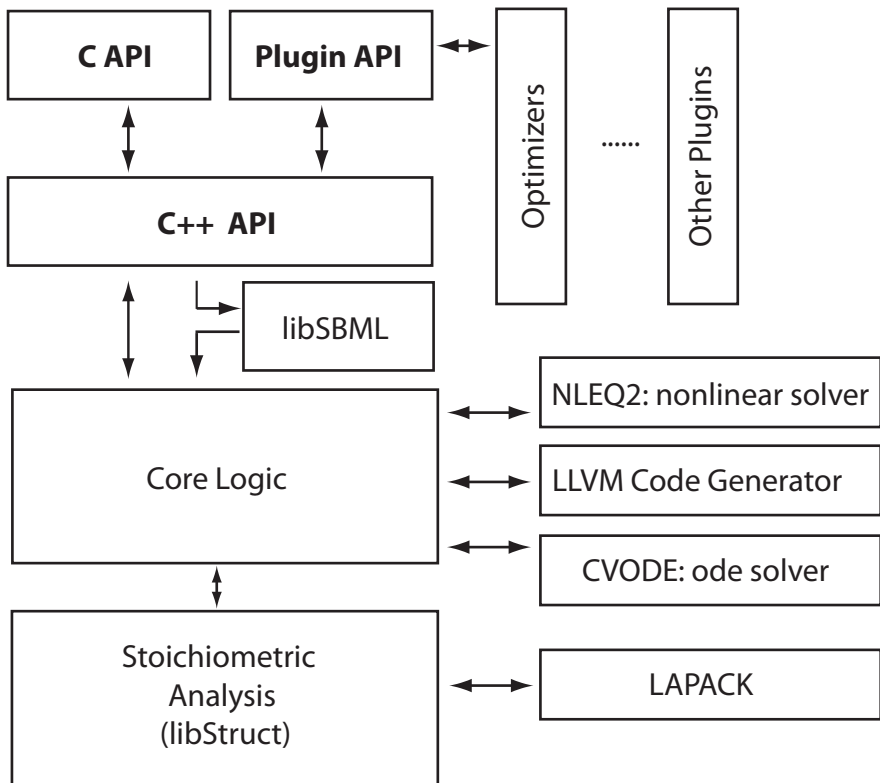 C API
Plugin API
Optimizers
......
Other Plugins
C++ API
libSBML
NLEQ2: nonlinear solver
Core Logic
LLVM Code Generator
CVODE: ode solver
Stoichiometric
Analysis
(libStruct)
LAPACK